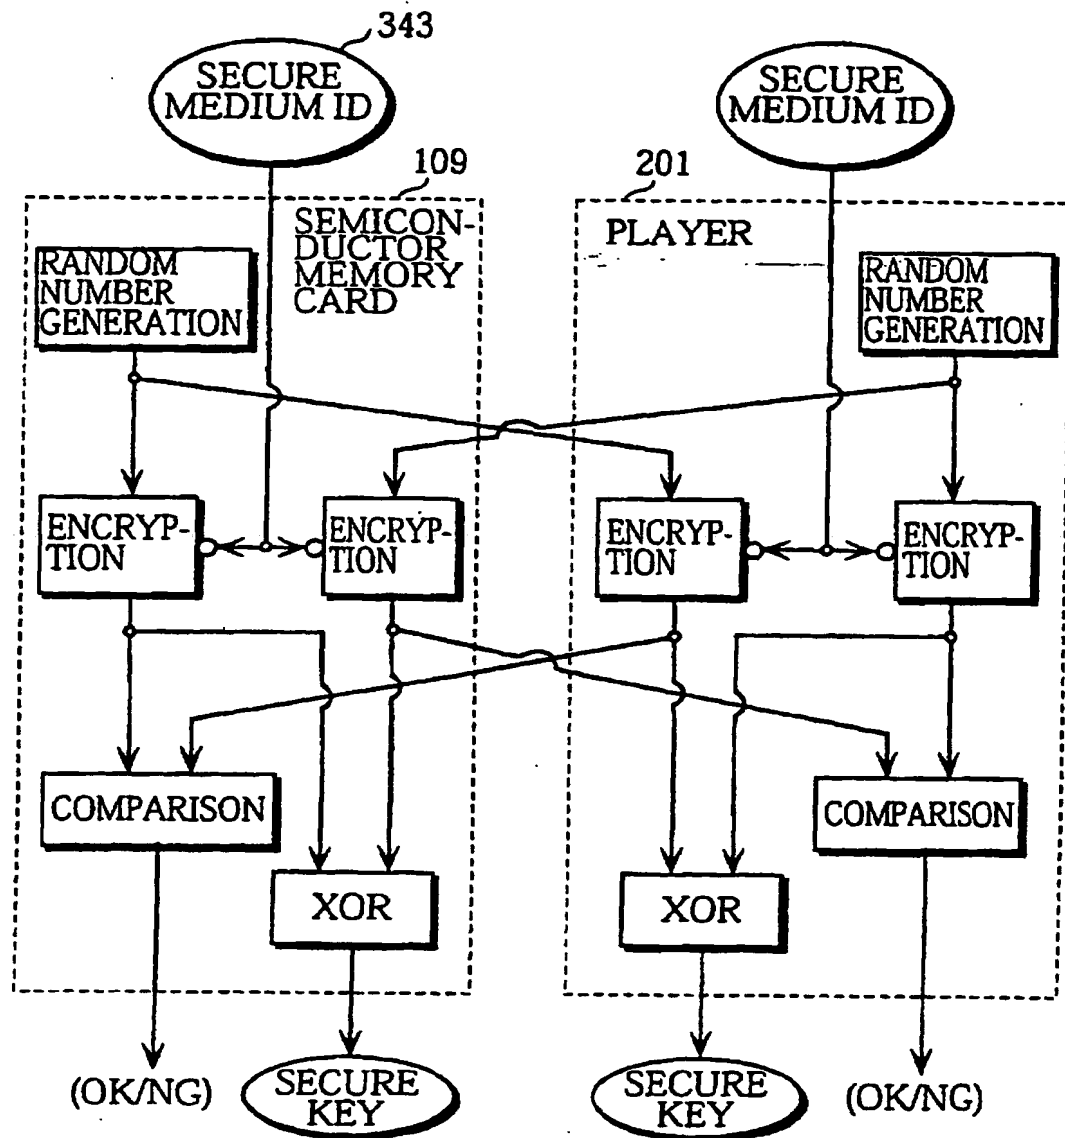 343
SECURE
MEDIUM ID
SECURE
MEDIUM ID
109
201
SEMICON-
DUCTOR
MEMORY
CARD
PLAYER
RANDOM
NUMBER
GENERATION
RANDOM
NUMBER
GENERATION
ENCRYP-
TION
ENCRYP-
TION
ENCRYP-
TION
ENCRYP-
TION
COMPARISON
COMPARISON
XOR
XOR
(OK/NG)
SECURE
KEY
SECURE
KEY
(OK/NG)